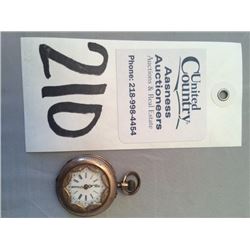 210
United
Country
Aasness
Auctioneers
Auctions & Real Estate
Phone: 218-998-4454